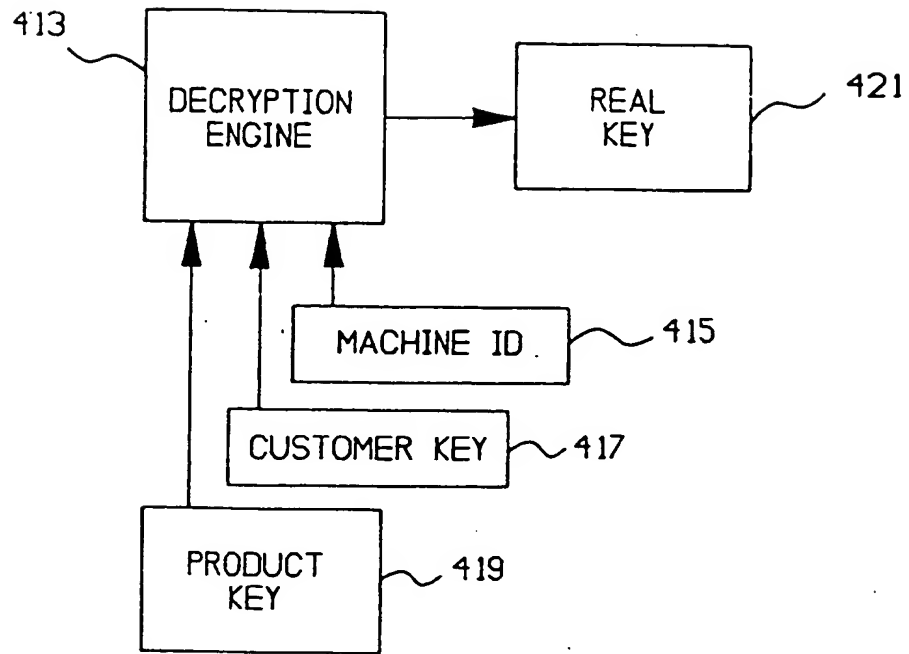 413
DECRYPTION
ENGINE
REAL
KEY
421
MACHINE ID
415
CUSTOMER KEY
417
PRODUCT
KEY
419